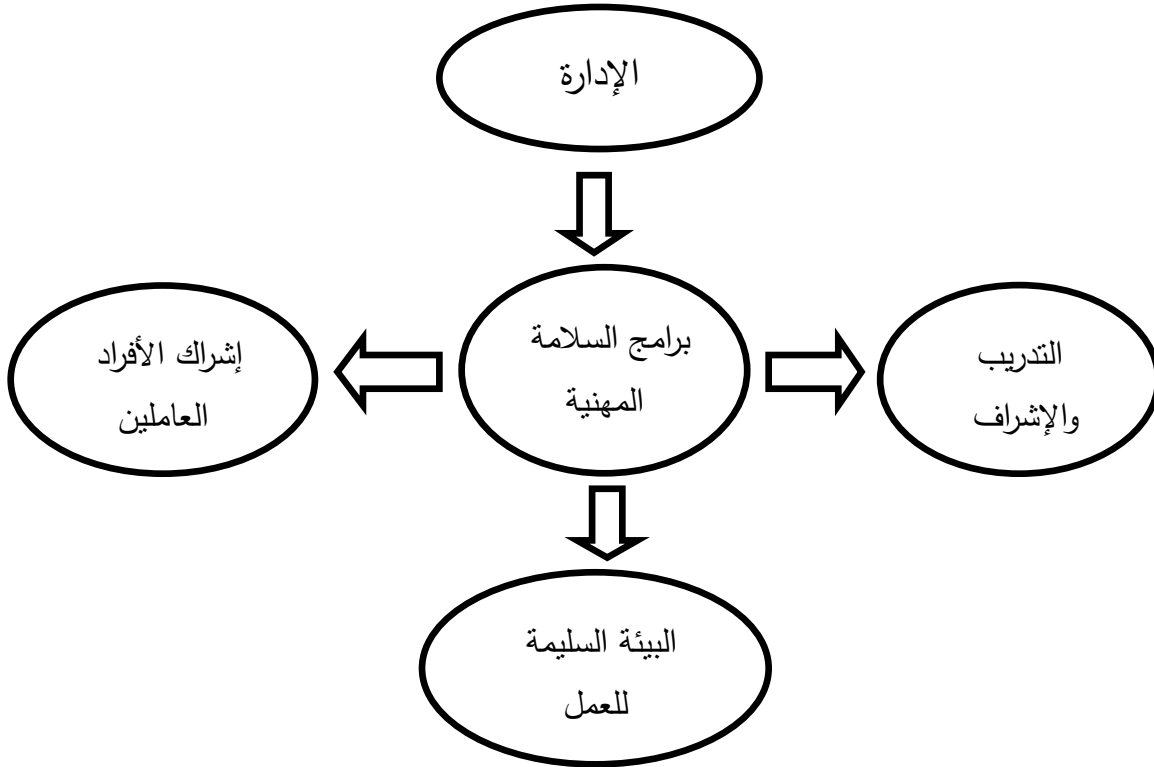 الإدارة
برامج السلامة
المهنية
التدريب
والإشراف
إشراك الأفراد
العاملين
البيئة السليمة
للعمل